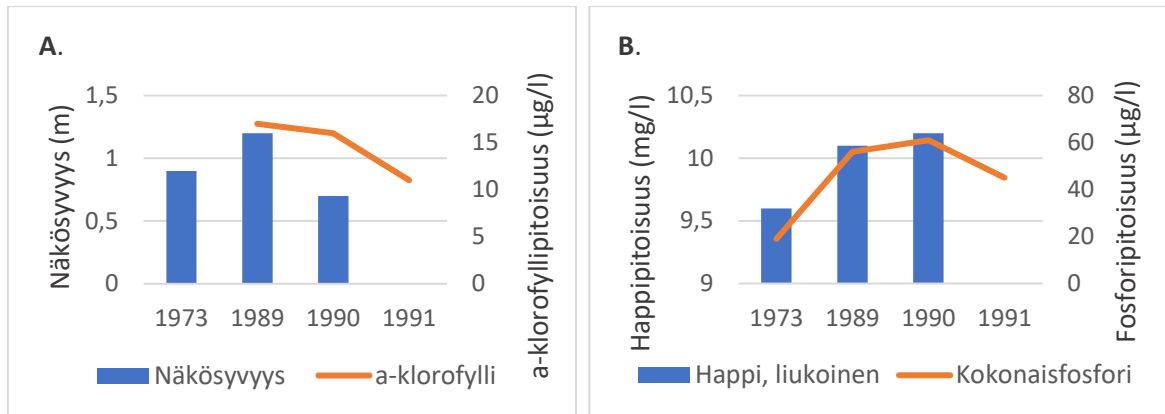 A.
Näkösyvyys (m)
1,5
1
0,5
0
a-klorofyllipitoisuus (µg/l)
20
15
10
5
0
1973 1989 1990 1991
Näkösyvyys a-klorofylli
B.
Happipitoisuus (mg/l)
10,5
10
9,5
9
Fosforipitoisuus (µg/l)
80
60
40
20
0
1973 1989 1990 1991
Happi, liukoinen Kokonaisfosfori